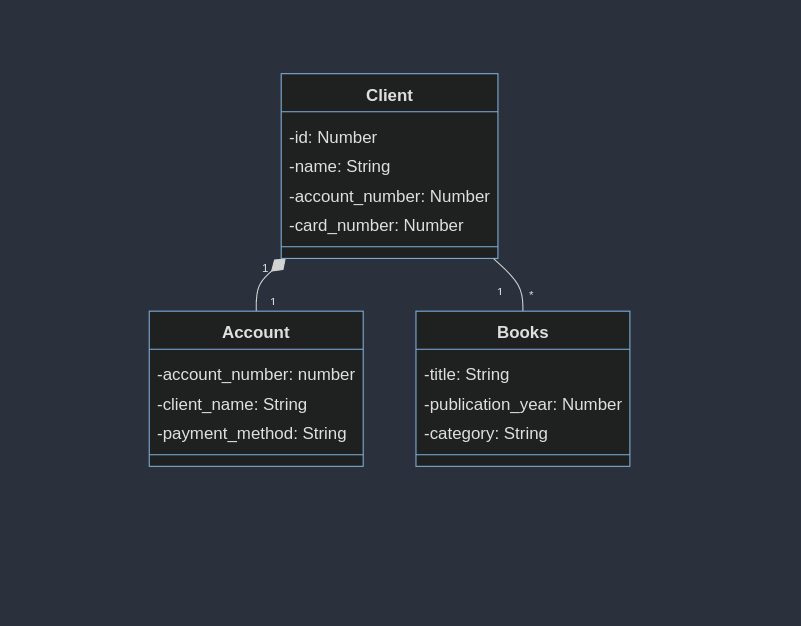 Client
-id: Number
-name: String
-account_number: Number
-card_number: Number
1
1
1
*
Account
-account_number: number
-client_name: String
-payment_method: String
Books
-title: String
-publication_year: Number
-category: String